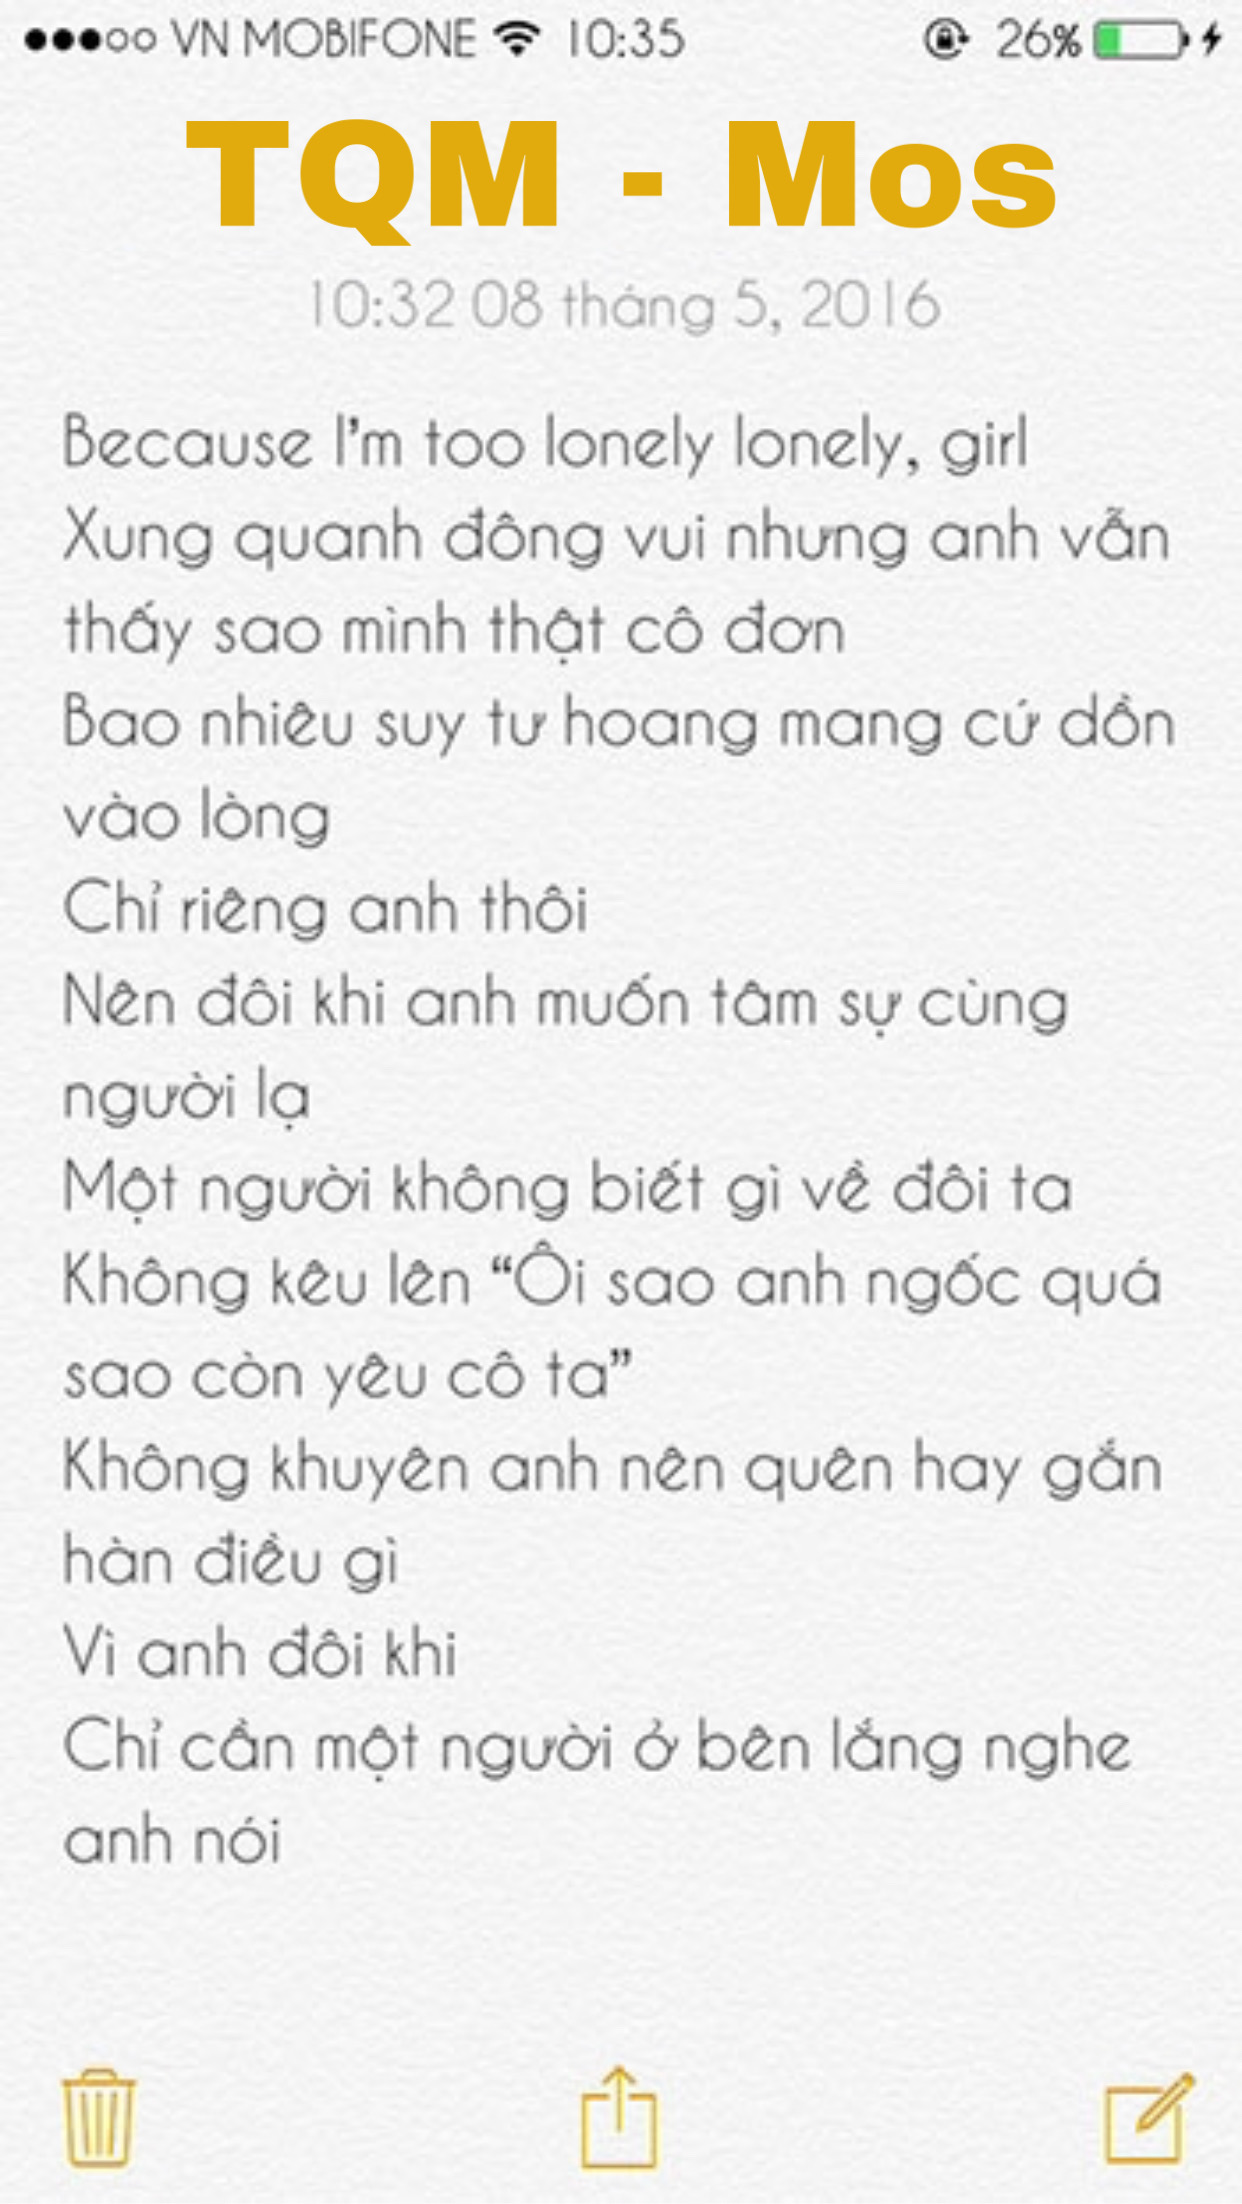 VN MOBIFONE 10:35 26%
TQM - Mos
10:32 08 tháng 5, 2016
Because I'm too lonely lonely, girl
Xung quanh đông vui nhưng anh vẫn
thấy sao mình thật cô đơn
Bao nhiêu suy tư hoang mang cứ dồn
vào lòng
Chỉ riêng anh thôi
Nên đôi khi anh muốn tâm sự cùng
người lạ
Một người không biết gì về đôi ta
Không kêu lên “Ôi sao anh ngốc quá
sao còn yêu cô ta”
Không khuyên anh nên quên hay gắn
hàn điều gì
Vì anh đôi khi
Chỉ cần một người ở bên lắng nghe
anh nói